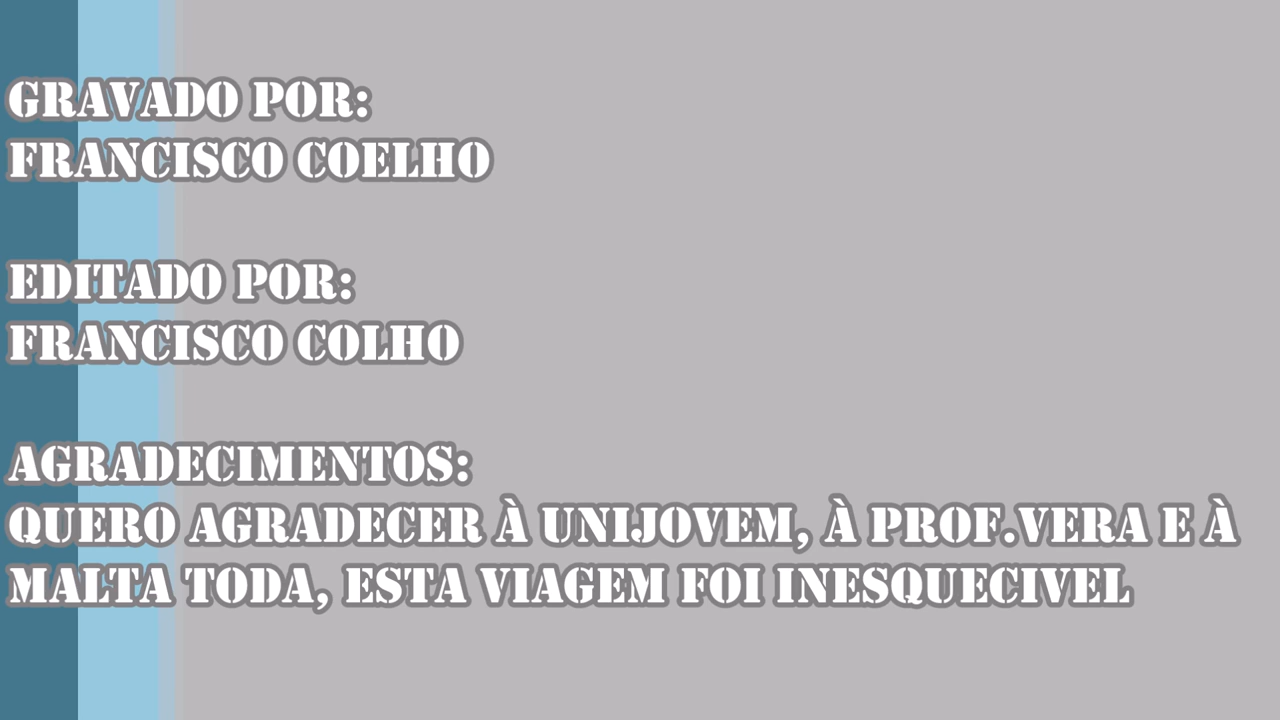 GRAVADO POR:
FRANCISCO COELHO
EDITADO POR:
FRANCISCO COLHO
AGRADECIMENTOS:
QUERO AGRADECER À UNIJOVEM, À PROF.VERA E À
MALTA TODA, ESTA VIAGEM FOI INESQUECIVEL